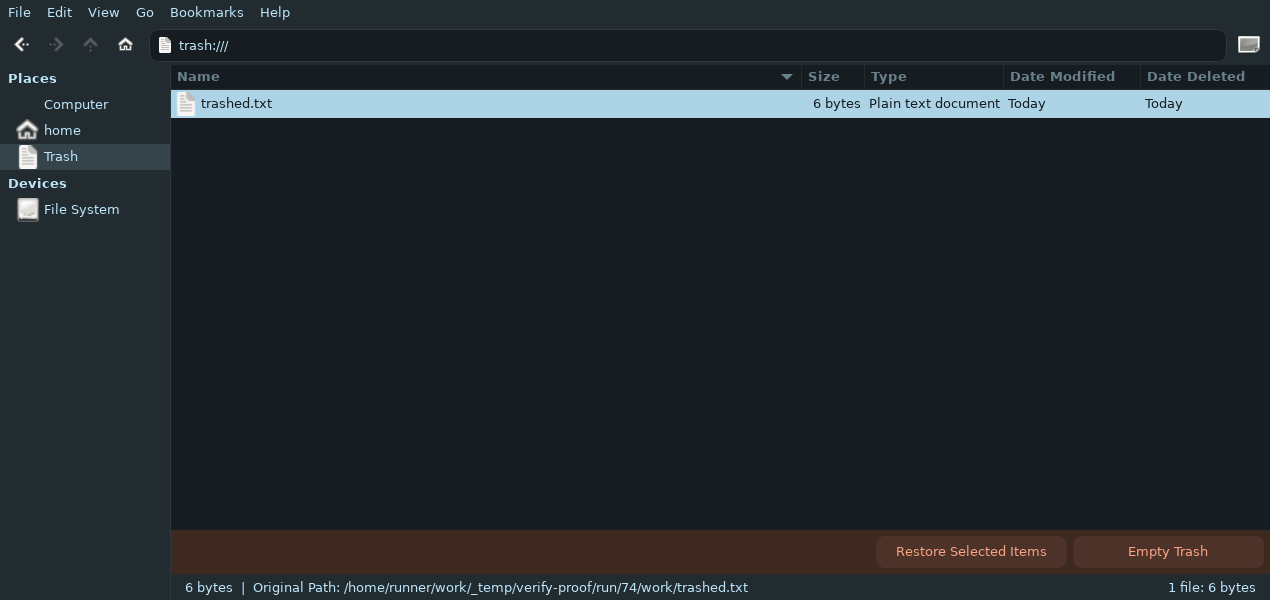 File Edit View Go Bookmarks Help
trash:///
Places
Computer
home
Trash
Devices
File System
Name Size Type Date Modified Date Deleted
trashed.txt 6 bytes Plain text document Today Today
Restore Selected Items Empty Trash
6 bytes | Original Path: /home/runner/work/_temp/verify-proof/run/74/work/trashed.txt 1 file: 6 bytes